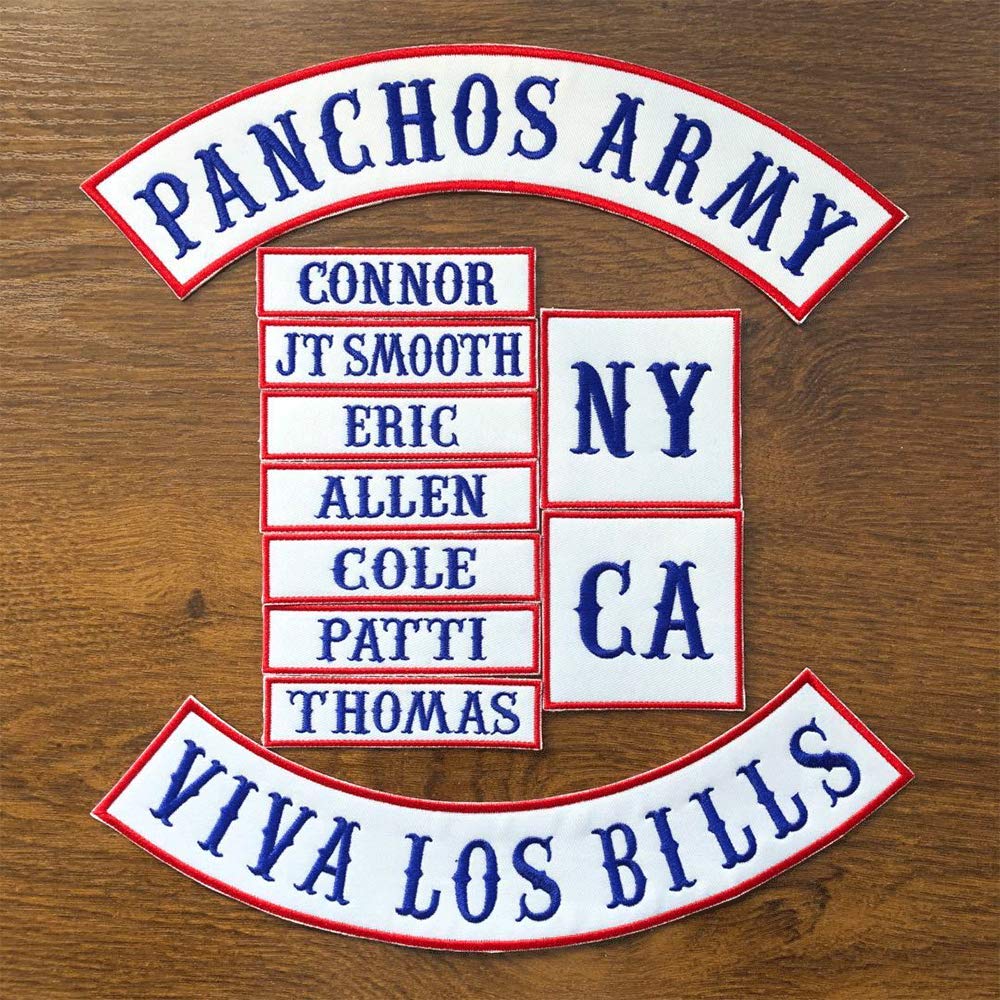 PANCHOS ARMY
CONNOR
JT SMOOTH
ERIC
ALLEN
COLE
PATTI
THOMAS
NY
CA
VIVA LOS BILLS